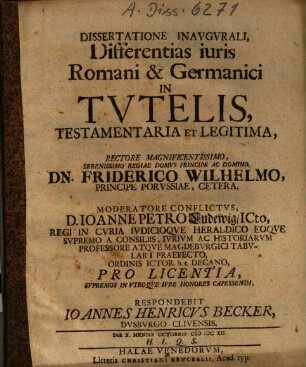 A. Diss. 6271
DISSERTATIONE INAVGVRALI,
Differentias iuris
Romani & Germanici
IN
TVTELIS,
TESTAMENTARIA ET LEGITIMA,
RECTORE MAGNIFICENTISSIMO,
SERENISSIMO REGIAE DOMVS PRINCIPE AC DOMINO,
DN. FRIDERICO WILHELMO,
PRINCIPE PORVSSIAE, CETERA,
MODERATORE CONFLICTVS,
D. IOANNE PETRO Ludewig, ICto,
REGI IN CVRIA IVDICIOQVE HERALDICO EOQVE
SVPREMO A CONSILIIS, IVRIVM AC HISTORIARVM
PROFESSORE ATQVE MAGDEBVRGICI TABV-
LARI PRAEFECTO,
ORDINIS ICTOR. h. t. DECANO,
PRO LICENTIA,
SVPREMOS IN VTROQVE IVRE HONORES CAPESSENDI,
RESPONDEBIT
IOANNES HENRICVS BECKER,
DVSBVRGO-CLIVENSIS.
DIE X. MENSIS OCTOBRIS CIƆ IƆC XII.
H. L. Q. S.
HALAE VENEDORVM,
Litteris CHRISTIANI HENCKELII, Acad. typ.